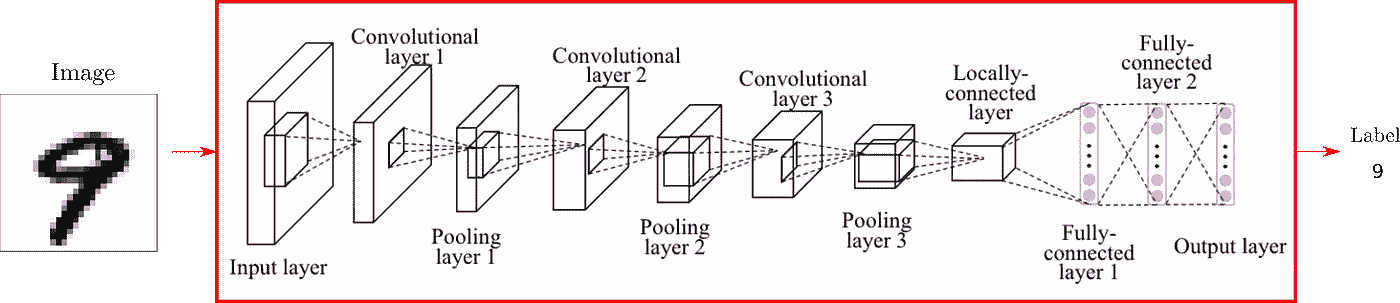 Image
Input layer
Convolutional
layer 1
Pooling
layer 1
Convolutional
layer 2
Pooling
layer 2
Convolutional
layer 3
Pooling
layer 3
Locally-
connected
layer
Fully-
connected
layer 1
Fully-
connected
layer 2
Output layer
Label
9
9